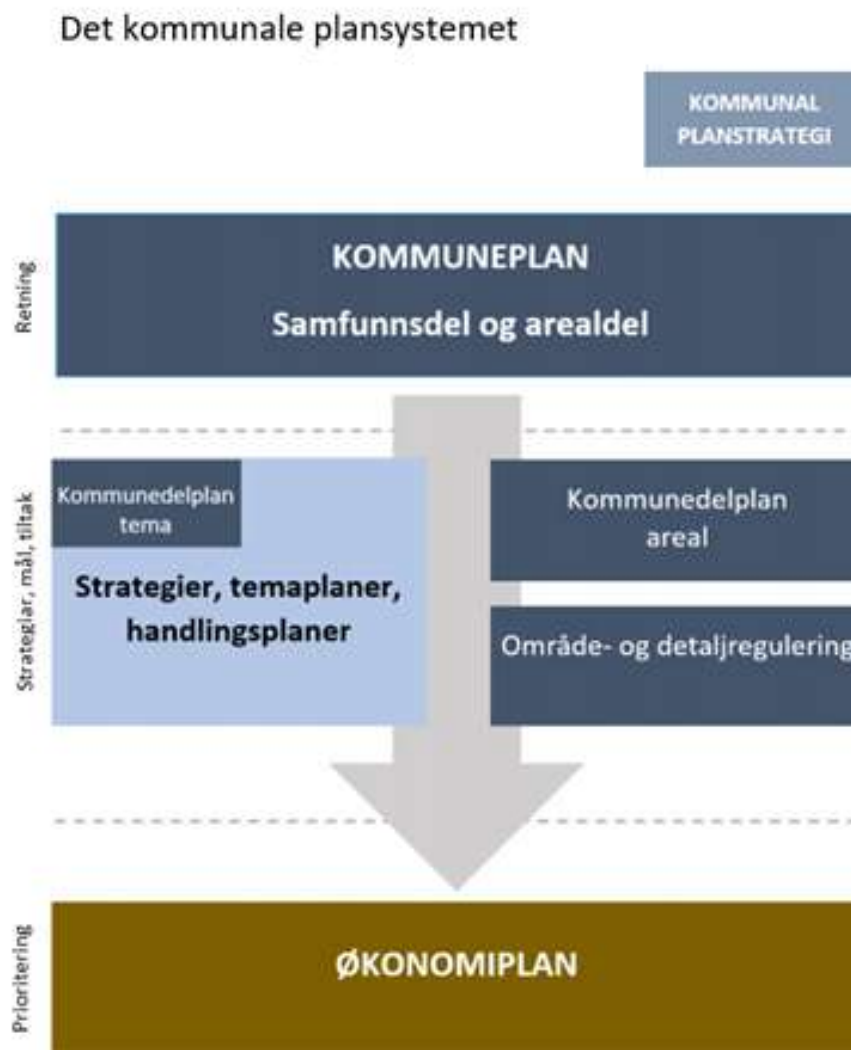 Det kommunale plansystemet
KOMMUNAL
PLANSTRATEGI
Retning
KOMMUNEPLAN
Samfunnsdel og arealdel
Strategiar, mål, tiltak
Kommunedelplan
tema
Strategier, temaplaner,
handlingsplaner
Kommunedelplan
areal
Område- og detaljregulering
Prioritering
ØKONOMIPLAN